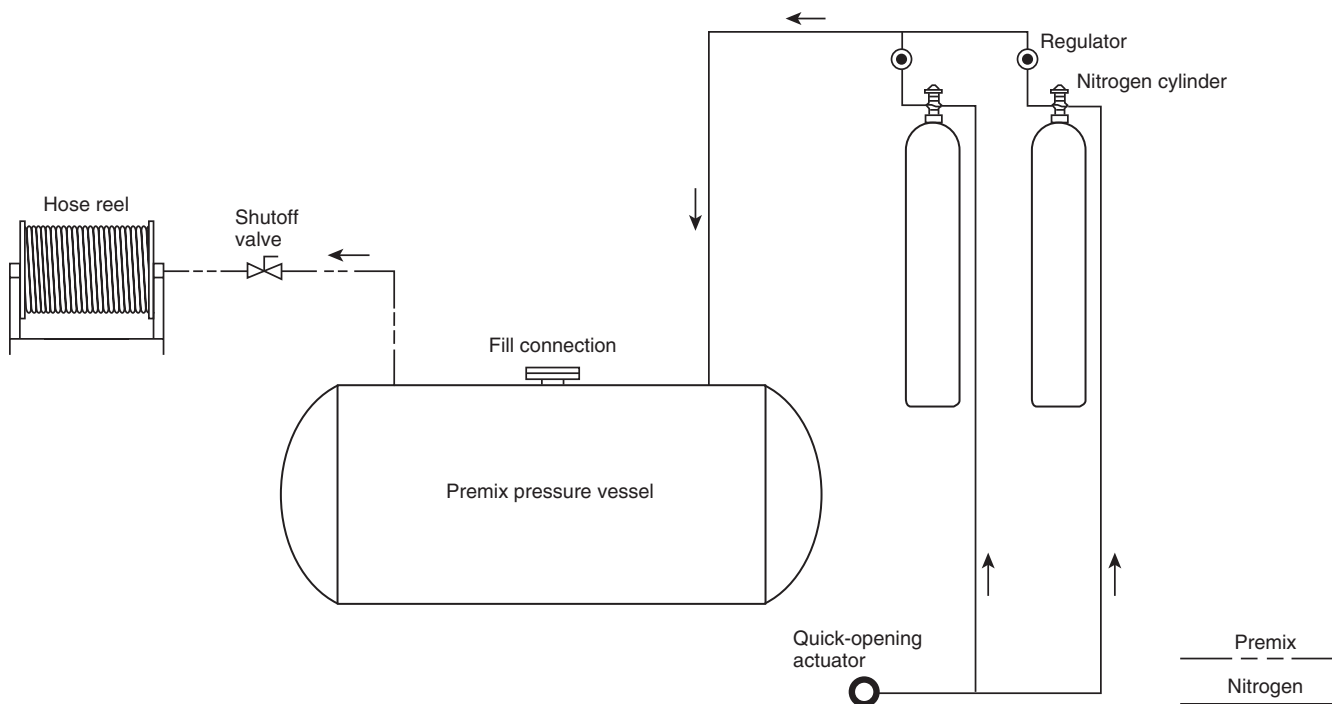 Regulator
Nitrogen cylinder
Hose reel
Shutoff
valve
Fill connection
Premix pressure vessel
Quick-opening
actuator
Premix
Nitrogen